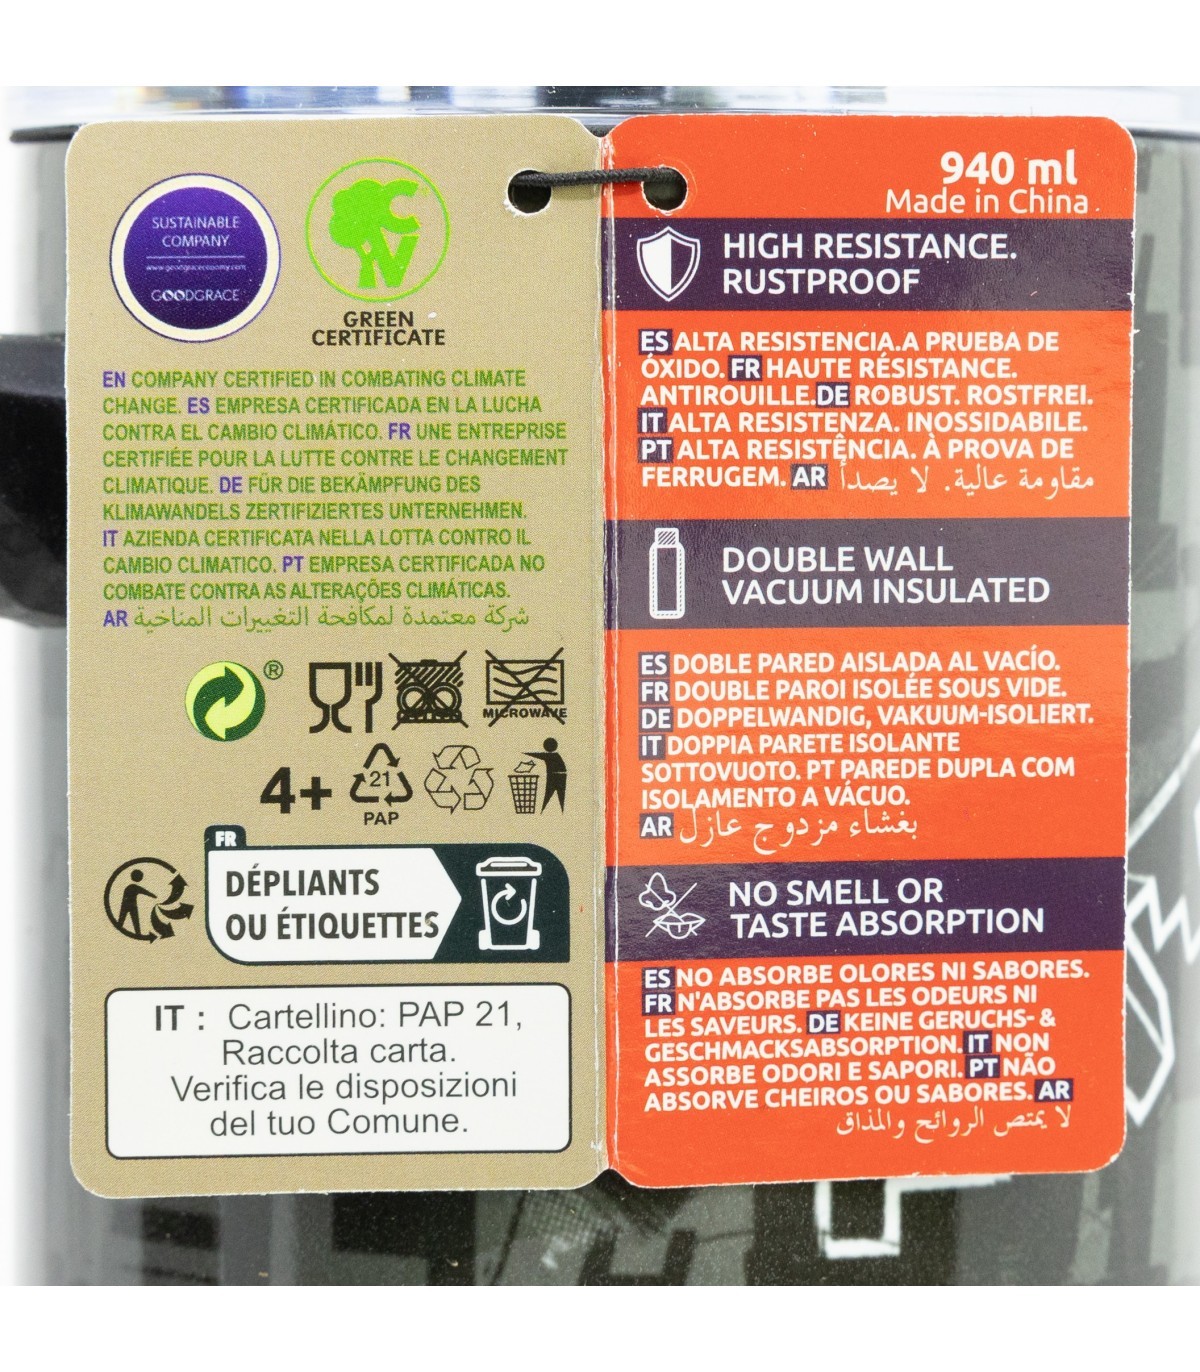 SUSTAINABLE
COMPANY
www.goodgraceconomy.com
GOODGRACE
CO
NV
GREEN
CERTIFICATE
EN COMPANY CERTIFIED IN COMBATING CLIMATE
CHANGE. ES EMPRESA CERTIFICADA EN LA LUCHA
CONTRA EL CAMBIO CLIMÁTICO. FR UNE ENTREPRISE
CERTIFIÉE POUR LA LUTTE CONTRE LE CHANGEMENT
CLIMATIQUE. DE FÜR DIE BEKÄMPFUNG DES
KLIMAWANDELS ZERTIFIZIERTES UNTERNEHMEN.
IT AZIENDA CERTIFICATA NELLA LOTTA CONTRO IL
CAMBIO CLIMATICO. PT EMPRESA CERTIFICADA NO
COMBATE CONTRA AS ALTERAÇÕES CLIMÁTICAS.
AR شركة معتمدة لمكافحة التغييرات المناخية
®
MICROWAVE
4+
21
PAP
FR
DÉPLIANTS
OU ÉTIQUETTES
IT : Cartellino: PAP 21,
Raccolta carta.
Verifica le disposizioni
del tuo Comune.
940 ml
Made in China
HIGH RESISTANCE.
RUSTPROOF
ES ALTA RESISTENCIA.A PRUEBA DE
ÓXIDO. FR HAUTE RÉSISTANCE.
ANTIROUILLE. DE ROBUST. ROSTFREI.
IT ALTA RESISTENZA. INOSSIDABILE.
PT ALTA RESISTÊNCIA. À PROVA DE
FERRUGEM. AR مقاومة عالية. لا يصدأ
DOUBLE WALL
VACUUM INSULATED
ES DOBLE PARED AISLADA AL VACÍO.
FR DOUBLE PAROI ISOLÉE SOUS VIDE.
DE DOPPELWANDIG, VAKUUM-ISOLIERT.
IT DOPPIA PARETE ISOLANTE
SOTTOVUOTO. PT PAREDE DUPLA COM
ISOLAMENTO A VÁCUO.
AR بغشاء مزدوج عازل
NO SMELL OR
TASTE ABSORPTION
ES NO ABSORBE OLORES NI SABORES.
FR N'ABSORBE PAS LES ODEURS NI
LES SAVEURS. DE KEINE GERUCHS- &
GESCHMACKSABSORPTION. IT NON
ASSORBE ODORI E SAPORI. PT NÃO
ABSORVE CHEIROS OU SABORES. AR
لا يمتص الروائح والمذاق